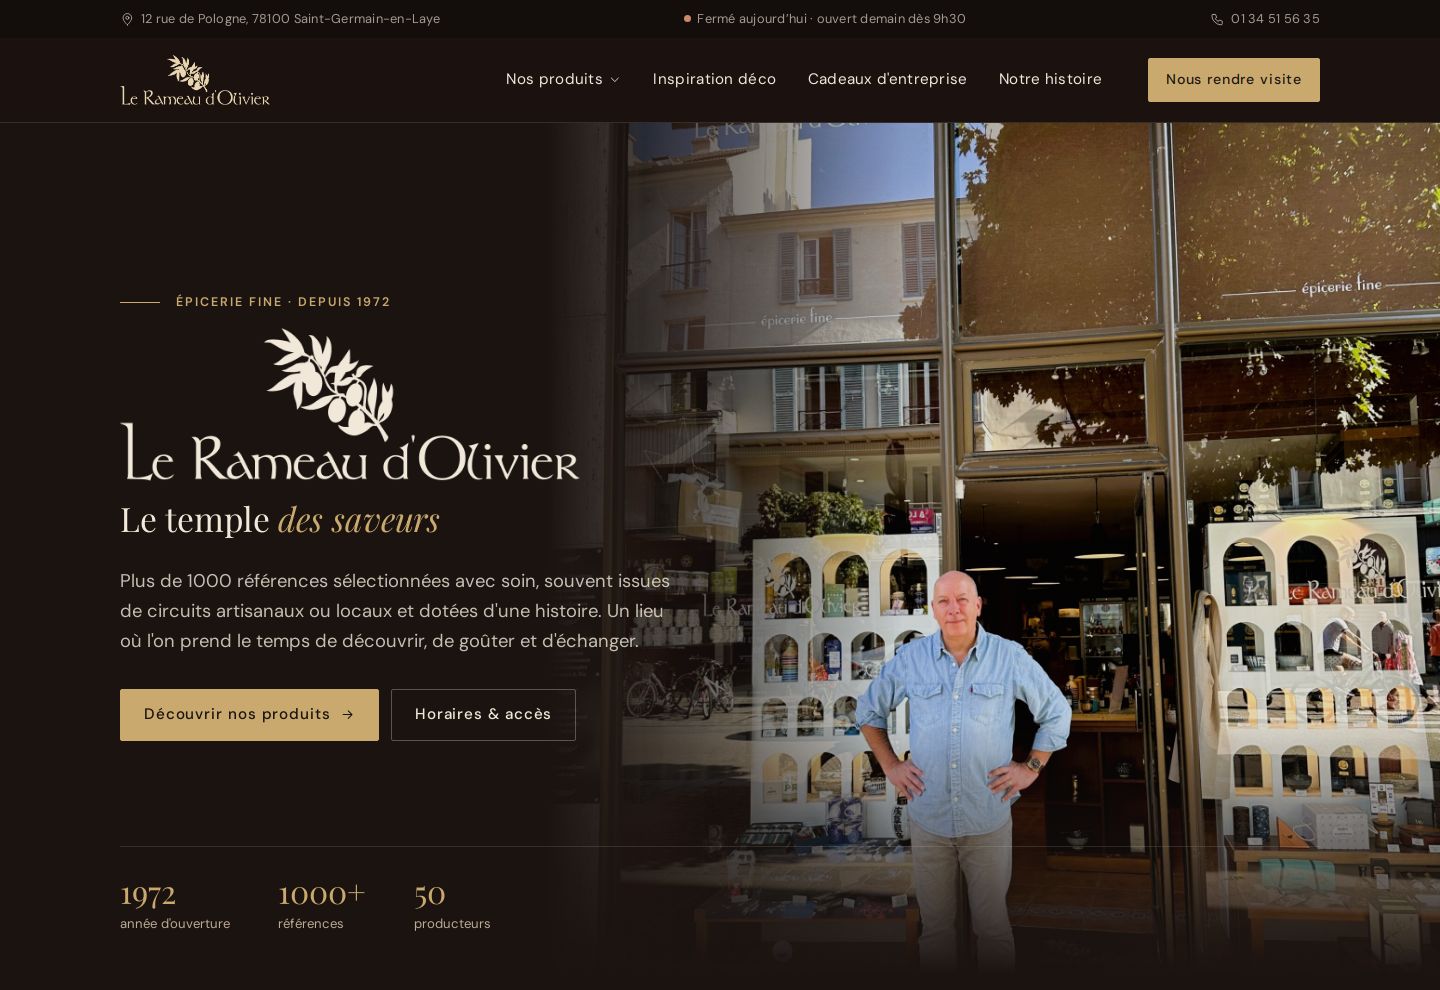 12 rue de Pologne, 78100 Saint-Germain-en-Laye
Fermé aujourd'hui · ouvert demain dès 9h30
01 34 51 56 35
Le Rameau d'Olivier
Nos produits
Inspiration déco
Cadeaux d'entreprise
Notre histoire
Nous rendre visite
épicerie fine
épicerie fine
ÉPICERIE FINE · DEPUIS 1972
Le Rameau d'Olivier
Le temple des saveurs
Plus de 1000 références sélectionnées avec soin, souvent issues
de circuits artisanaux ou locaux et dotées d'une histoire. Un lieu
où l'on prend le temps de découvrir, de goûter et d'échanger.
Le Rameau d'Olivier
Le Rameau d'Olivi
Découvrir nos produits →
Horaires & accès
1972
année d'ouverture
1000+
références
50
producteurs